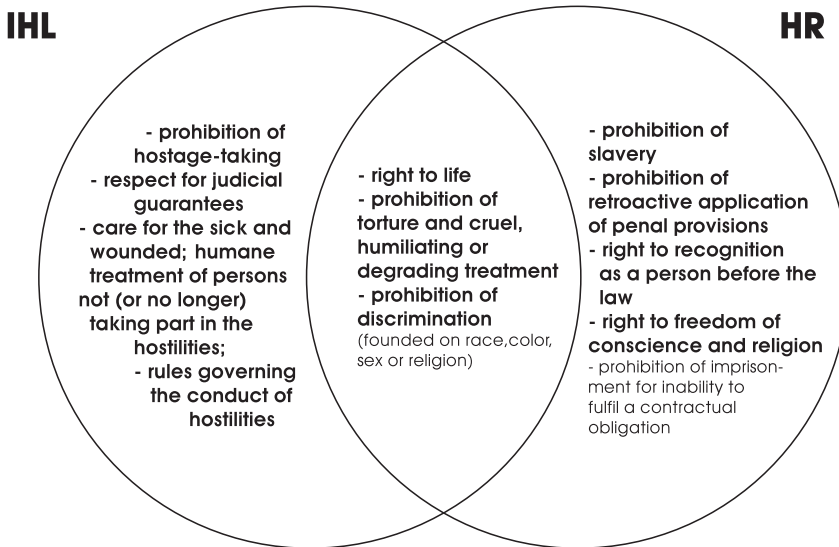 IHL
HR
- prohibition of
hostage-taking
- respect for judicial
guarantees
- care for the sick and
wounded; humane
treatment of persons
not (or no longer)
taking part in the
hostilities;
- rules governing
the conduct of
hostilities
- right to life
- prohibition of
torture and cruel,
humiliating or
degrading treatment
- prohibition of
discrimination
(founded on race,color,
sex or religion)
- prohibition of
slavery
- prohibition of
retroactive application
of penal provisions
- right to recognition
as a person before the
law
- right to freedom of
conscience and religion
- prohibition of imprison-
ment for inability to
fulfil a contractual
obligation